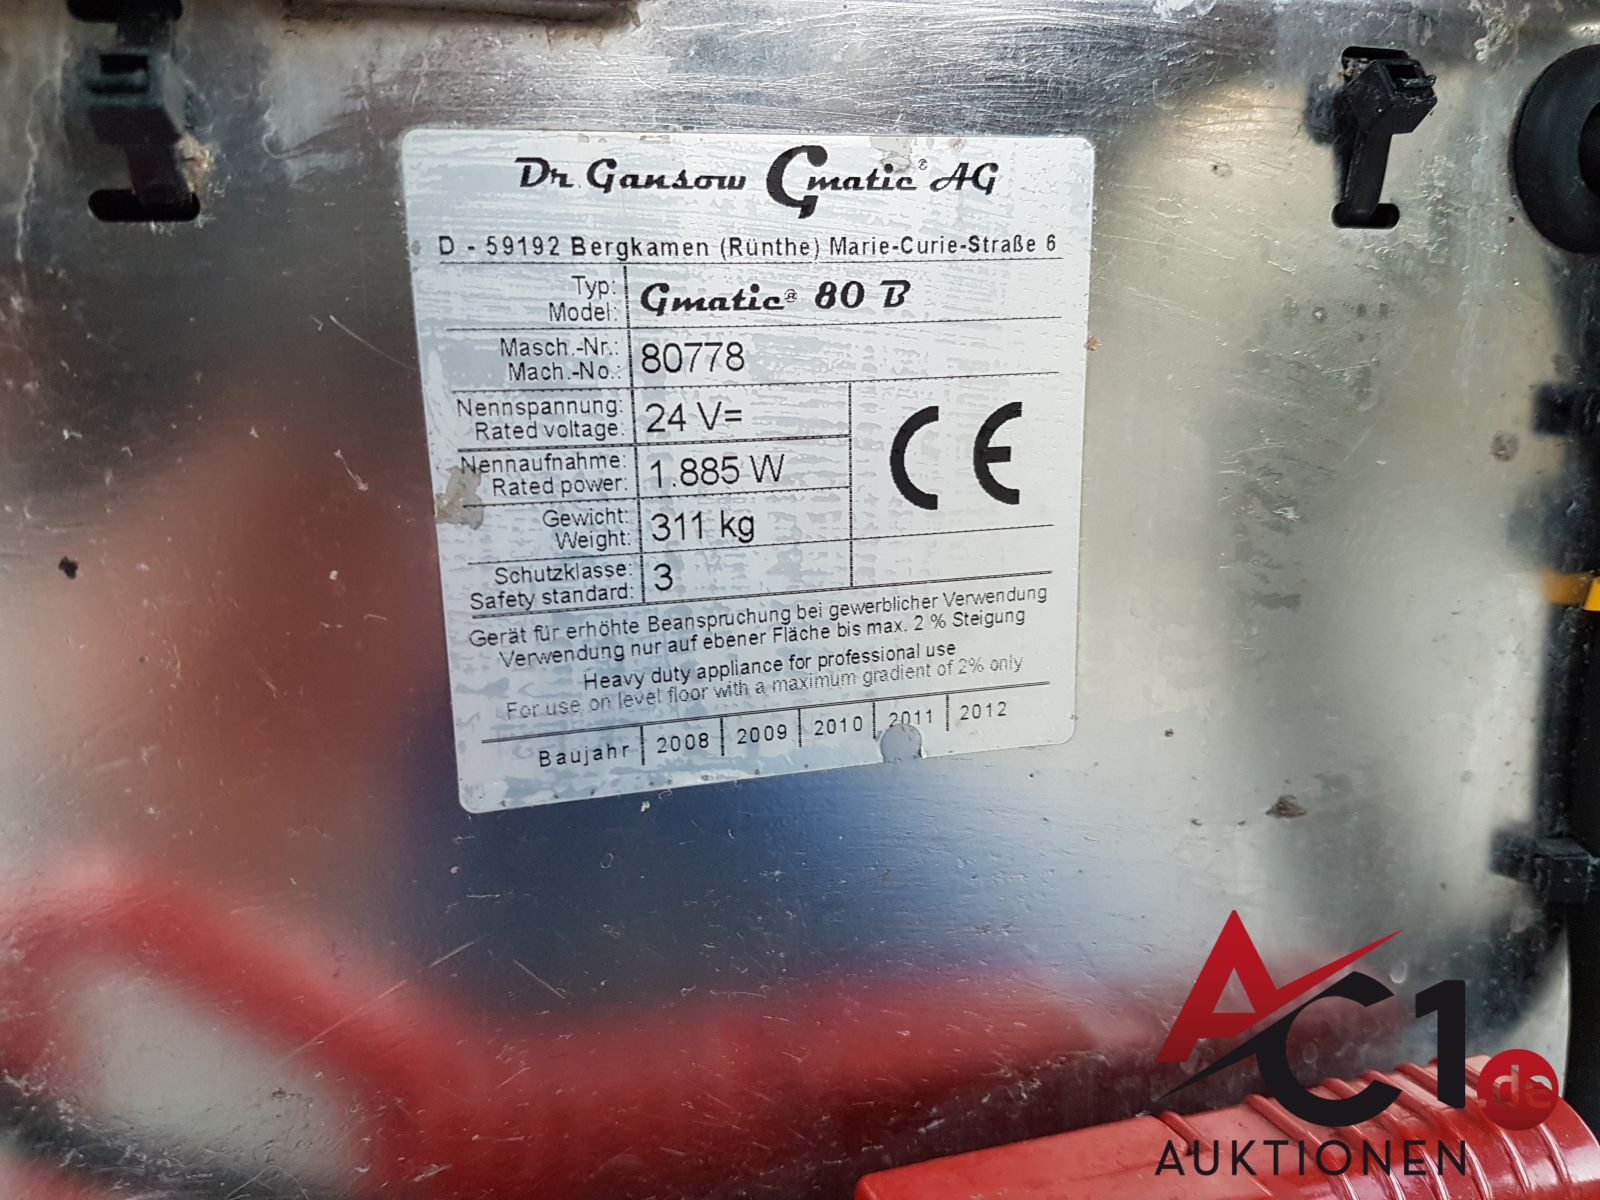 Dr. Gansow Gmatic® AG
D - 59192 Bergkamen (Rünthe) Marie-Curie-Straße 6
Typ:
Model: Gmatic® 80 B
Masch.-Nr.:
Mach.-No.: 80778
Nennspannung:
Rated voltage: 24 V=
CE
Nennaufnahme:
Rated power: 1.885 W
Gewicht:
Weight: 311 kg
Schutzklasse:
Safety standard: 3
Gerät für erhöhte Beanspruchung bei gewerblicher Verwendung
Verwendung nur auf ebener Fläche bis max. 2 % Steigung
Heavy duty appliance for professional use
For use on level floor with a maximum gradient of 2% only
Baujahr 2008 2009 2010 2011 2012
AC1.de
AUKTIONEN